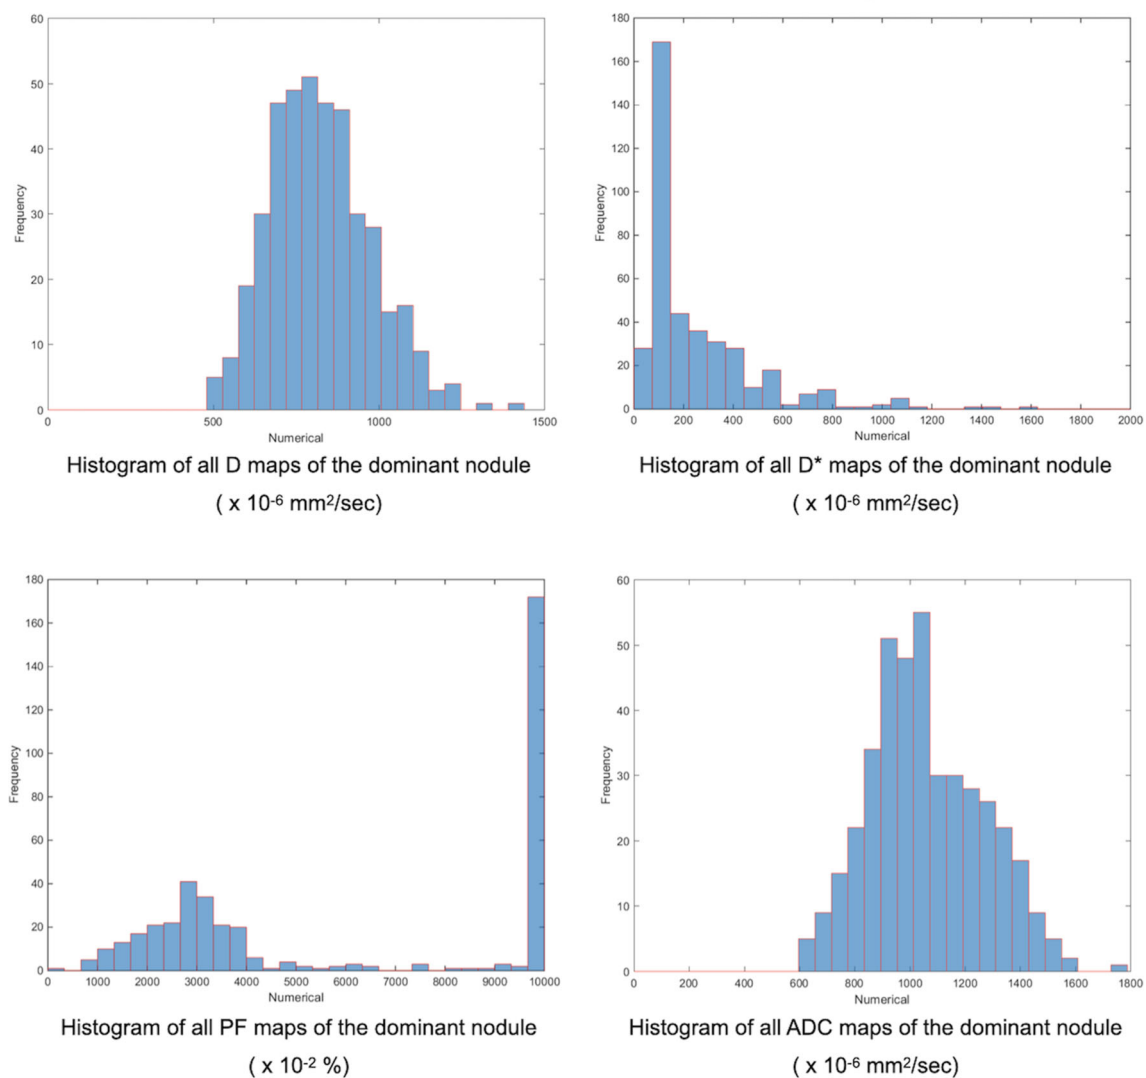 60
50
40
30
20
10
0
Frequency
0 500 1000 1500
Numerical
Histogram of all D maps of the dominant nodule
( x 10-6 mm2/sec)
180
160
140
120
100
80
60
40
20
0
Frequency
0 200 400 600 800 1000 1200 1400 1600 1800 2000
Numerical
Histogram of all D* maps of the dominant nodule
( x 10-6 mm2/sec)
180
160
140
120
100
80
60
40
20
0
Frequency
0 1000 2000 3000 4000 5000 6000 7000 8000 9000 10000
Numerical
Histogram of all PF maps of the dominant nodule
( x 10-2 %)
60
50
40
30
20
10
0
Frequency
0 200 400 600 800 1000 1200 1400 1600 1800
Numerical
Histogram of all ADC maps of the dominant nodule
( x 10-6 mm2/sec)